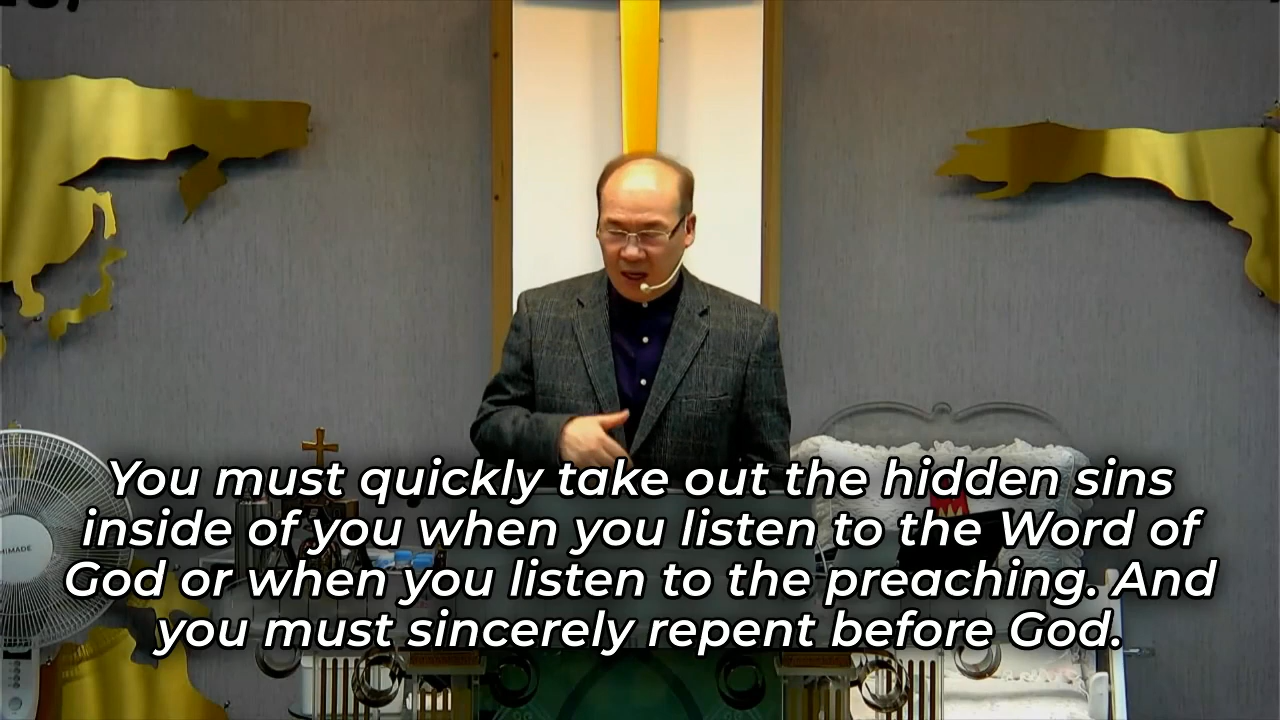 You must quickly take out the hidden sins
inside of you when you listen to the Word of
God or when you listen to the preaching. And
you must sincerely repent before God.